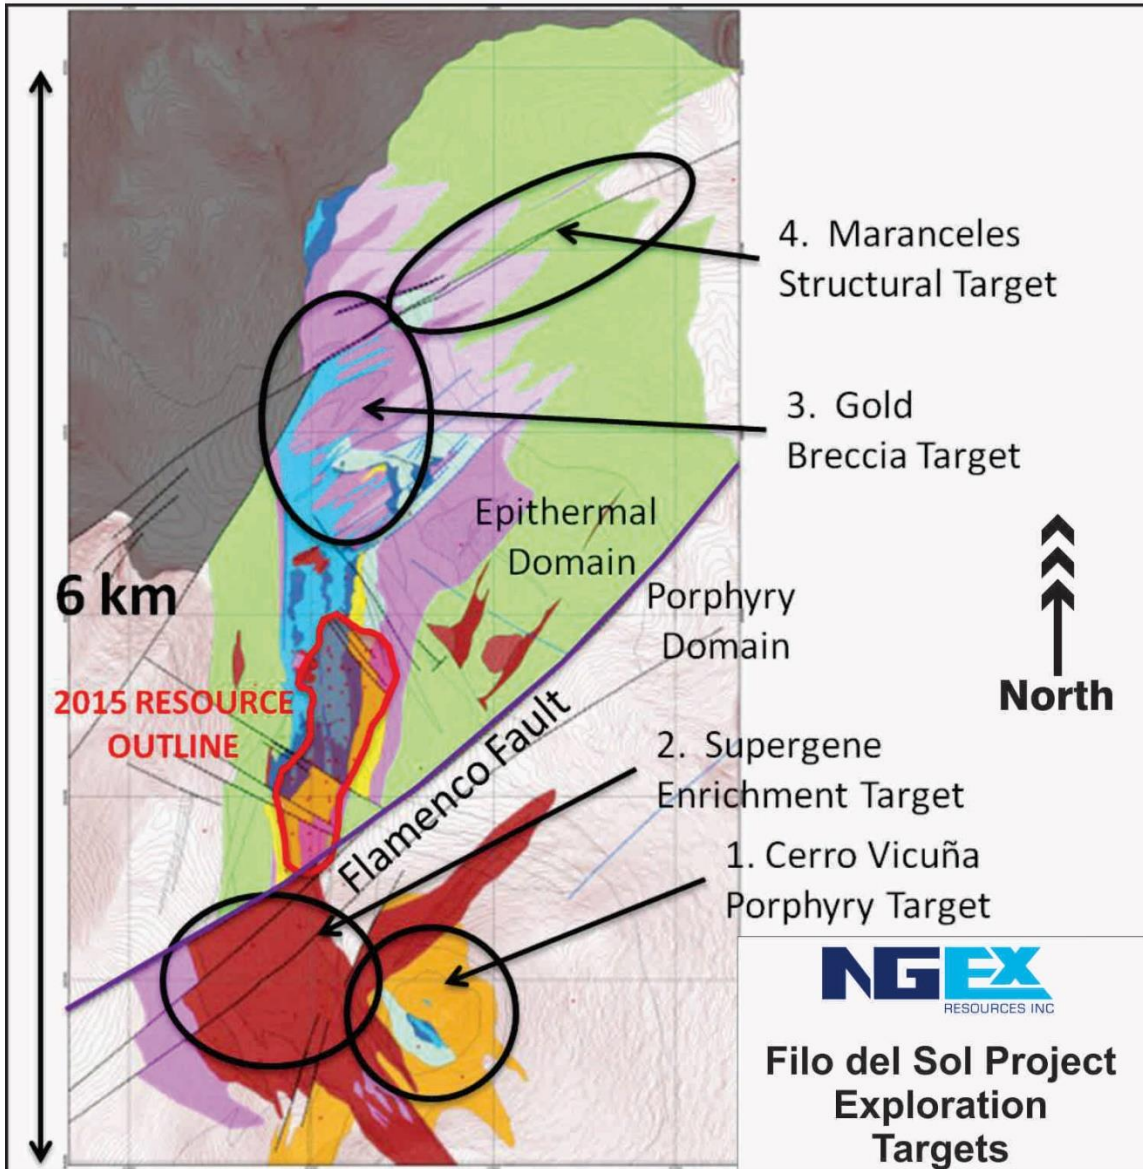 4. Maranceles
Structural Target
3. Gold
Breccia Target
Epithermal
Domain
Porphyry
Domain
6 km
North
2015 RESOURCE
OUTLINE
Flamenco Fault
2. Supergene
Enrichment Target
1. Cerro Vicuña
Porphyry Target
NGEX
RESOURCES INC
Filo del Sol Project
Exploration
Targets